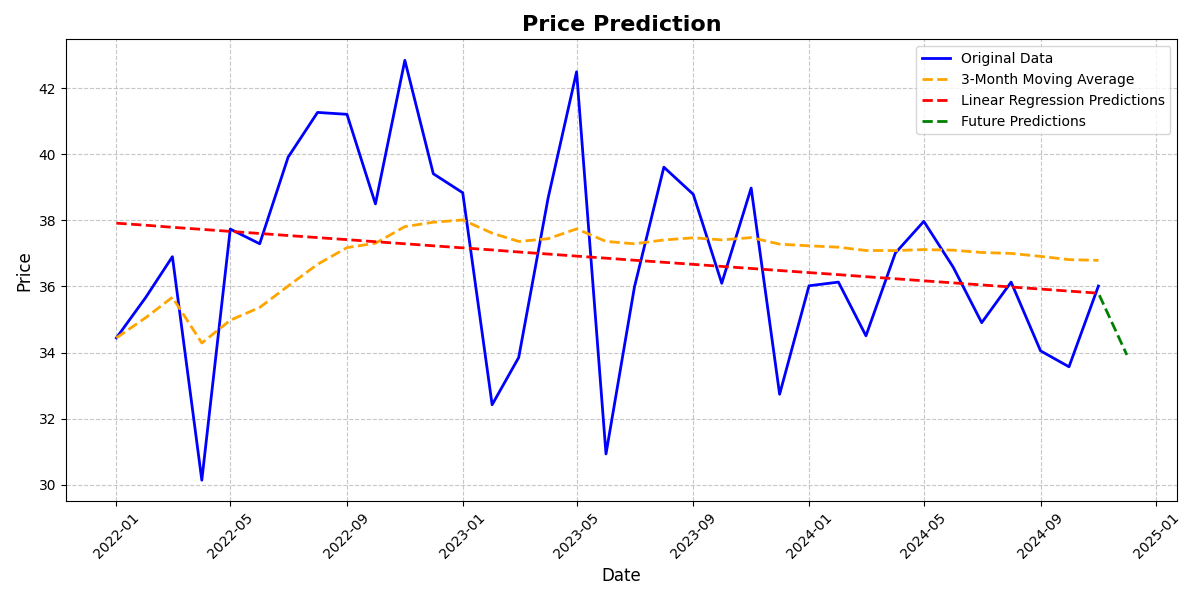 Price Prediction
Original Data
3-Month Moving Average
Linear Regression Predictions
Future Predictions
42
40
38
36
34
32
30
Price
2022-01
2022-05
2022-09
2023-01
2023-05
2023-09
2024-01
2024-05
2024-09
2025-01
Date